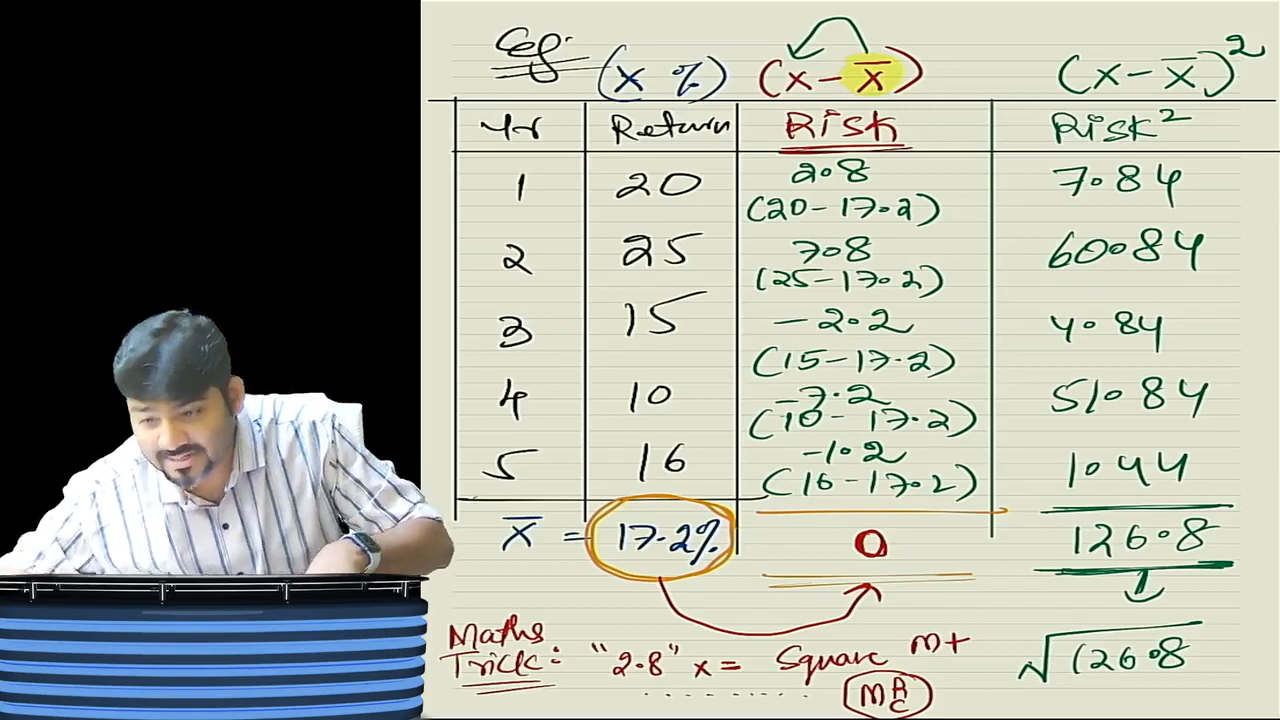 Eg:
(x %) (x - x̄) (x - x̄)²
Yr Return Risk Risk²
1 20 2.8 7.84
(20 - 17.2)
2 25 7.8 60.84
(25 - 17.2)
3 15 -2.2 4.84
(15 - 17.2)
4 10 -7.2 51.84
(10 - 17.2)
5 16 -1.2 1.44
(16 - 17.2)
x̄ = 17.2% 0 126.8
Maths
Trick: "2.8" x = Square M+
MRC
√126.8